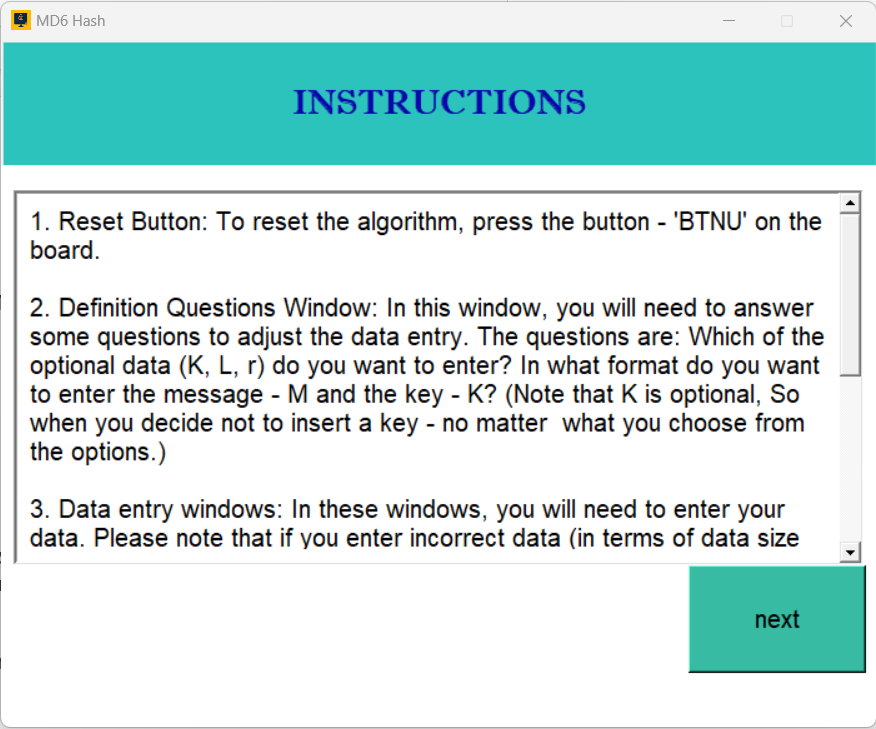 MD6 Hash
INSTRUCTIONS
1. Reset Button: To reset the algorithm, press the button - 'BTNU' on the
board.
2. Definition Questions Window: In this window, you will need to answer
some questions to adjust the data entry. The questions are: Which of the
optional data (K, L, r) do you want to enter? In what format do you want
to enter the message - M and the key - K? (Note that K is optional, So
when you decide not to insert a key - no matter  what you choose from
the options.)
3. Data entry windows: In these windows, you will need to enter your
data. Please note that if you enter incorrect data (in terms of data size
next